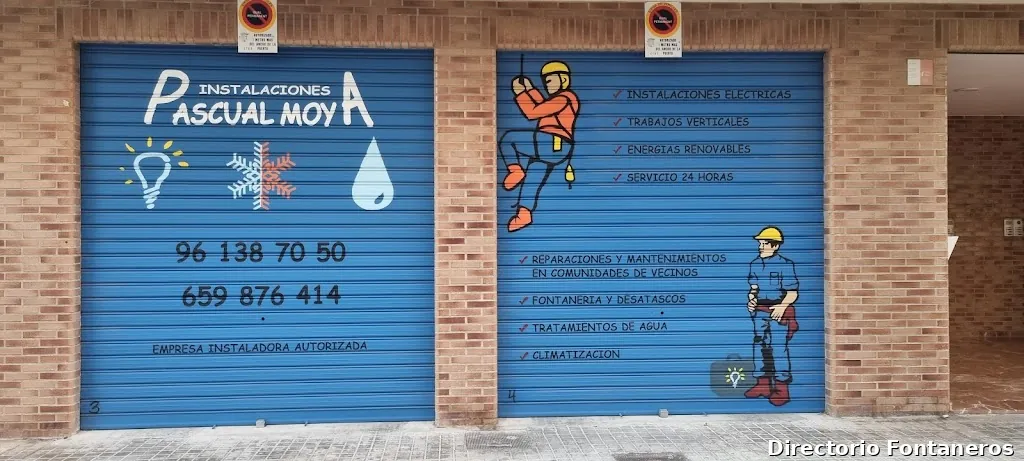 INSTALACIONES
PASCUAL MOYA
96 138 70 50
659 876 414
EMPRESA INSTALADORA AUTORIZADA
3
INSTALACIONES ELECTRICAS
TRABAJOS VERTICALES
ENERGIAS RENOVABLES
SERVICIO 24 HORAS
REPARACIONES Y MANTENIMIENTOS
EN COMUNIDADES DE VECINOS
FONTANERIA Y DESATASCOS
TRATAMIENTOS DE AGUA
CLIMATIZACION
4
Directorio Fontaneros